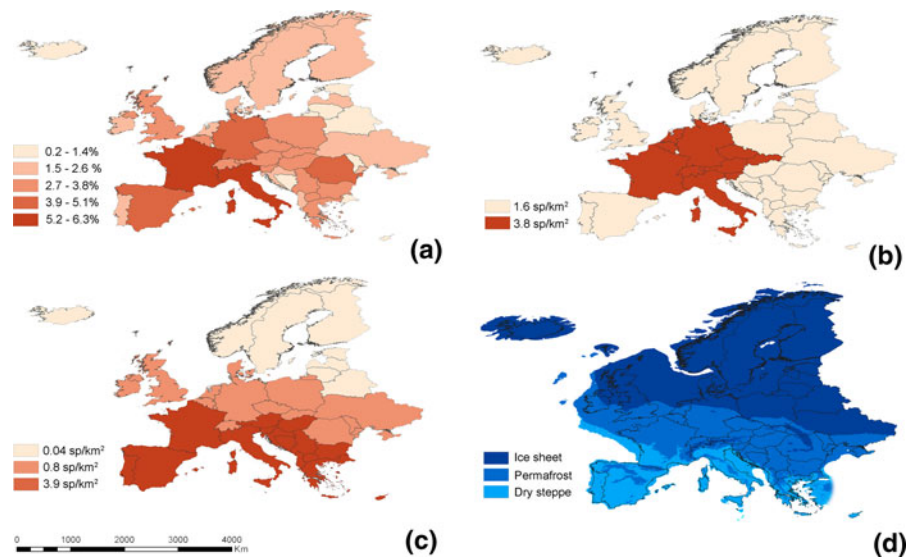 0.2 - 1.4%
1.5 - 2.6 %
2.7 - 3.8%
3.9 - 5.1%
5.2 - 6.3%
(a)
1.6 sp/km²
3.8 sp/km²
(b)
0.04 sp/km²
0.8 sp/km²
3.9 sp/km²
(c)
0 1000 2000 3000 4000
Km
Ice sheet
Permafrost
Dry steppe
(d)